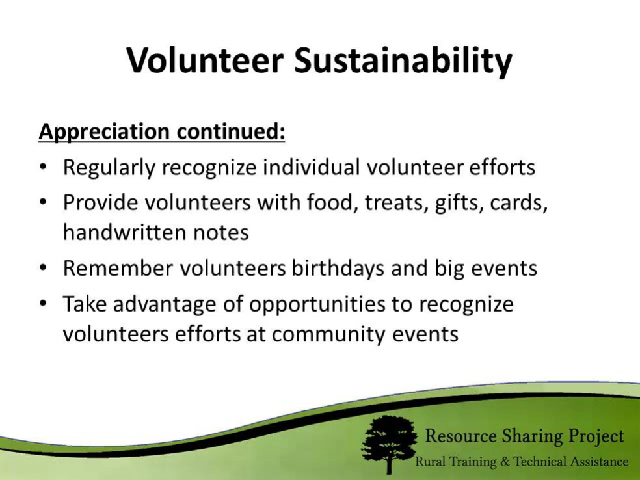 Volunteer Sustainability
Appreciation continued:
• Regularly recognize individual volunteer efforts
• Provide volunteers with food, treats, gifts, cards,
handwritten notes
• Remember volunteers birthdays and big events
• Take advantage of opportunities to recognize
volunteers efforts at community events
Resource Sharing Project
Rural Training & Technical Assistance